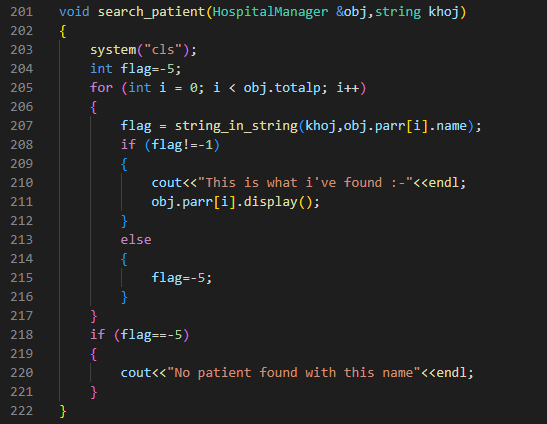 201 void search_patient(HospitalManager &obj,string khoj)
202 {
203     system("cls");
204     int flag=-5;
205     for (int i = 0; i < obj.totalp; i++)
206     {
207         flag = string_in_string(khoj,obj.parr[i].name);
208         if (flag!=-1)
209         {
210             cout<<"This is what i've found :-"<<endl;
211             obj.parr[i].display();
212         }
213         else
214         {
215             flag=-5;
216         }
217     }
218     if (flag==-5)
219     {
220         cout<<"No patient found with this name"<<endl;
221     }
222 }